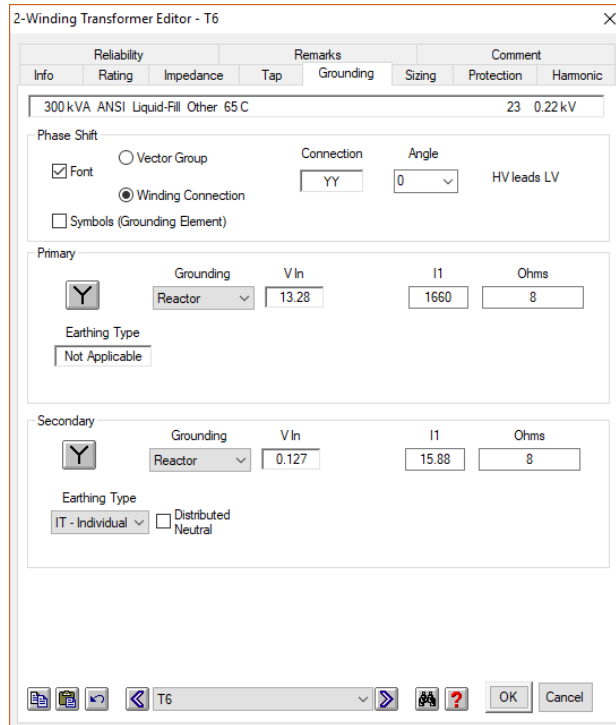 2-Winding Transformer Editor - T6
Reliability Remarks Comment
Info Rating Impedance Tap Grounding Sizing Protection Harmonic
300 kVA ANSI Liquid-Fill Other 65 C 23 0.22 kV
Phase Shift
Font
Vector Group
Winding Connection
Connection
YY
Angle
0
HV leads LV
Symbols (Grounding Element)
Primary
Y
Grounding V ln I1 Ohms
Reactor 13.28 1660 8
Earthing Type
Not Applicable
Secondary
Y
Grounding V ln I1 Ohms
Reactor 0.127 15.88 8
Earthing Type
IT - Individual
Distributed
Neutral
T6
?
OK Cancel